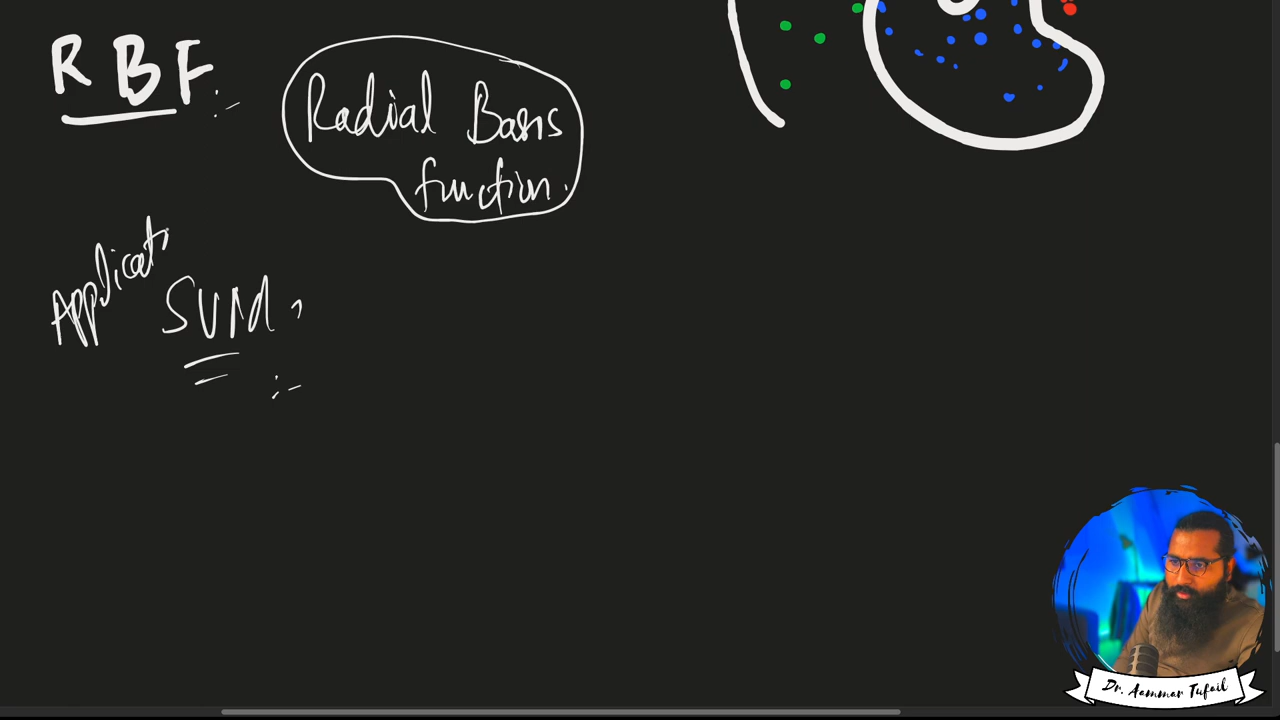 RBF :-
Radial Basis
function.
Applicat
SVM,
:-
Dr. Aammar Tufail